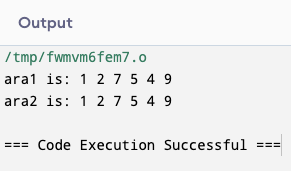 Output
/tmp/fwmvm6fem7.o
ara1 is: 1 2 7 5 4 9
ara2 is: 1 2 7 5 4 9
=== Code Execution Successful ===